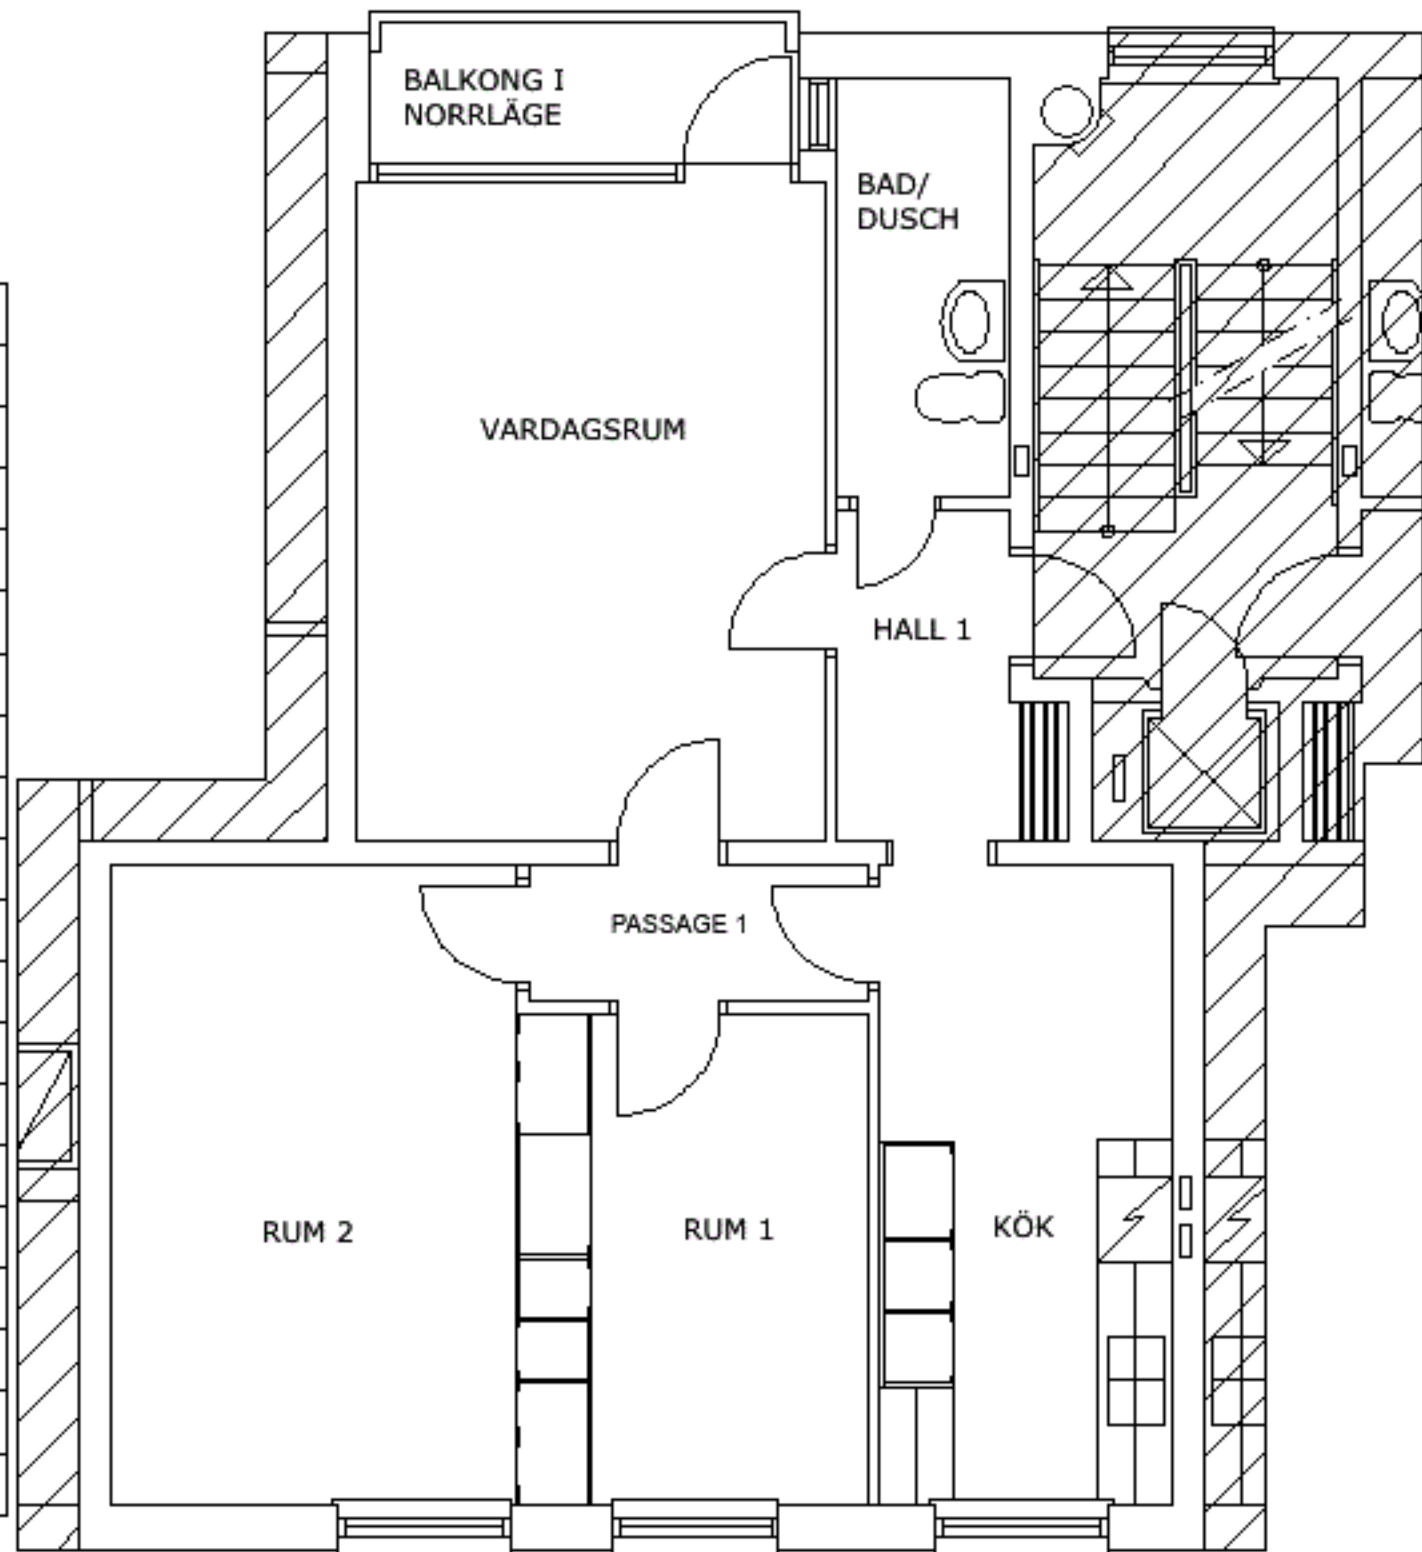 BALKONG I
NORRLÄGE
BAD/
DUSCH
VARDAGSRUM
HALL 1
PASSAGE 1
RUM 2
RUM 1
KÖK